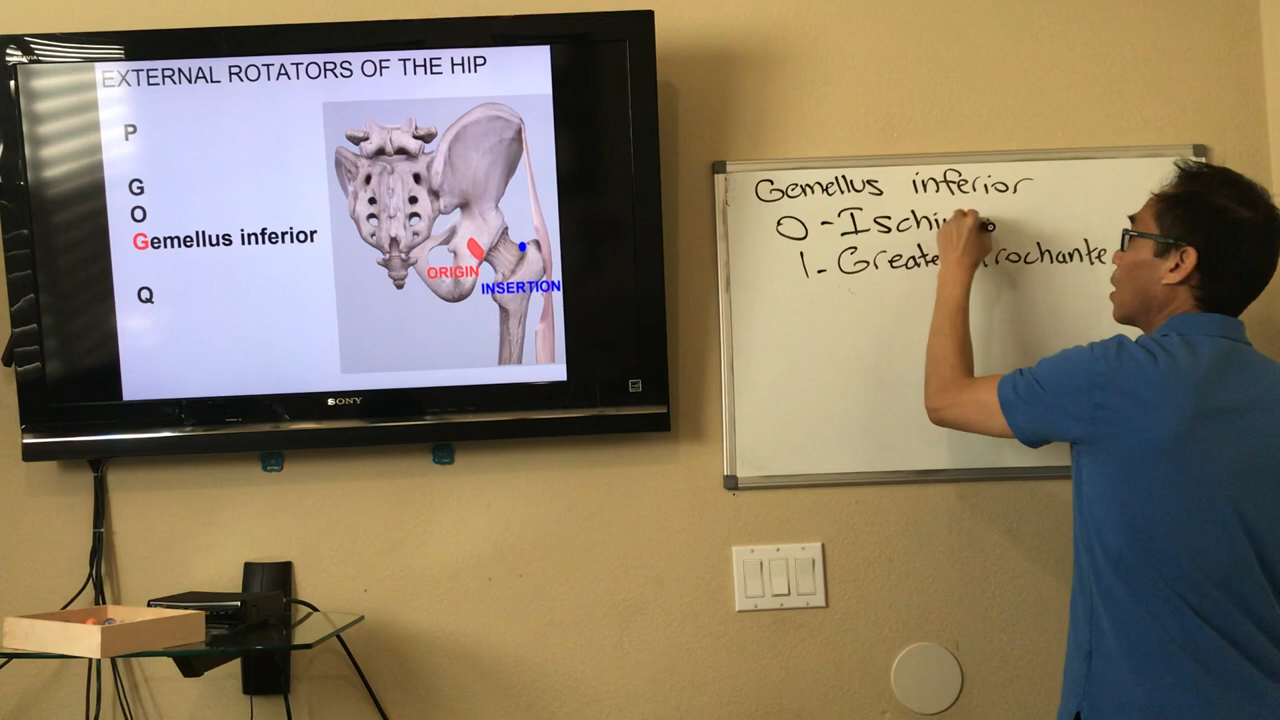 EXTERNAL ROTATORS OF THE HIP
P
G
O
Gemellus inferior
Q
ORIGIN
INSERTION
SONY
Gemellus inferior
O - Ischi
I - Greate rochante